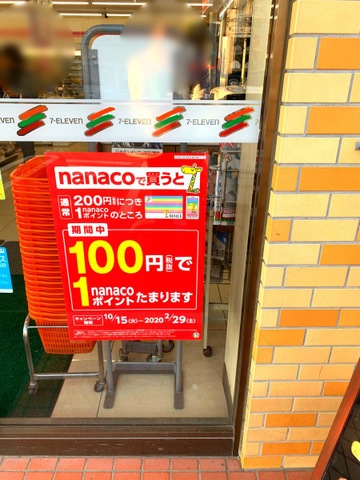 7-ELEVEN 7-ELEVEN 7-ELEVEN
nanacoで買うと
通常 200円(税抜)につき
1nanacoポイントのところ
期間中
100円(税抜)で
1nanacoポイントたまります
キャンペーン期間 10/15(火)〜2020 2/29(土)